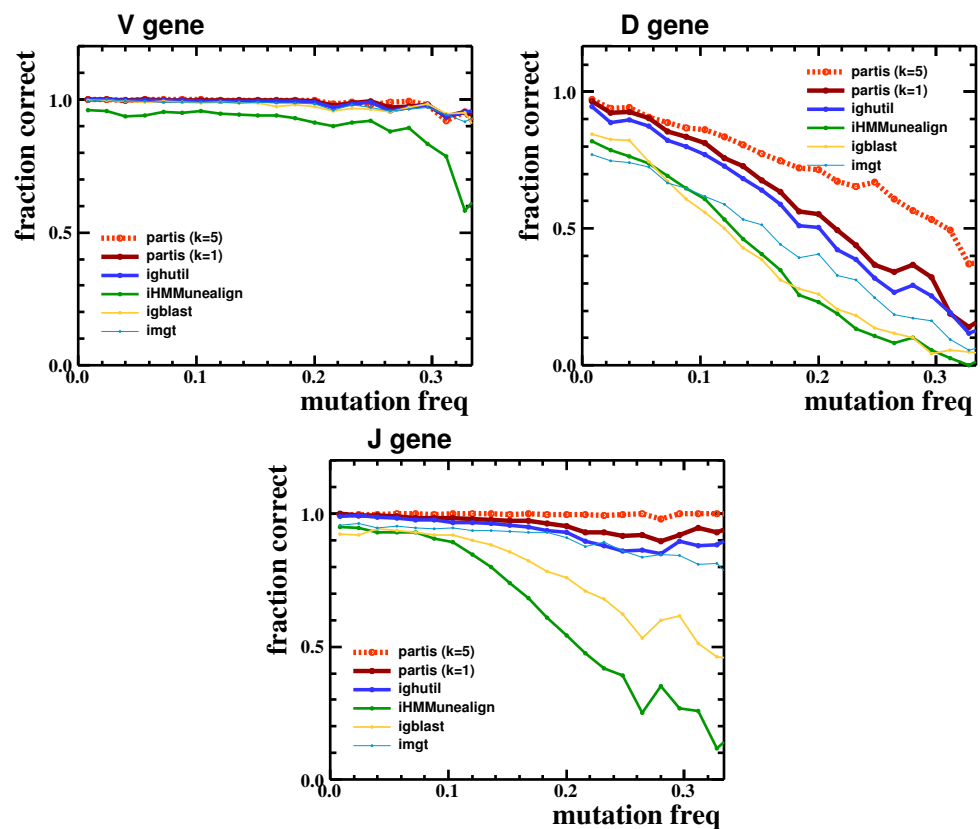 V gene
fraction correct
1.0
0.5
0.0
partis (k=5)
partis (k=1)
ighutil
iHMMunealign
igblast
imgt
0.0 0.1 0.2 0.3
mutation freq
D gene
fraction correct
1.0
0.5
0.0
partis (k=5)
partis (k=1)
ighutil
iHMMunealign
igblast
imgt
0.0 0.1 0.2 0.3
mutation freq
J gene
fraction correct
1.0
0.5
0.0
partis (k=5)
partis (k=1)
ighutil
iHMMunealign
igblast
imgt
0.0 0.1 0.2 0.3
mutation freq